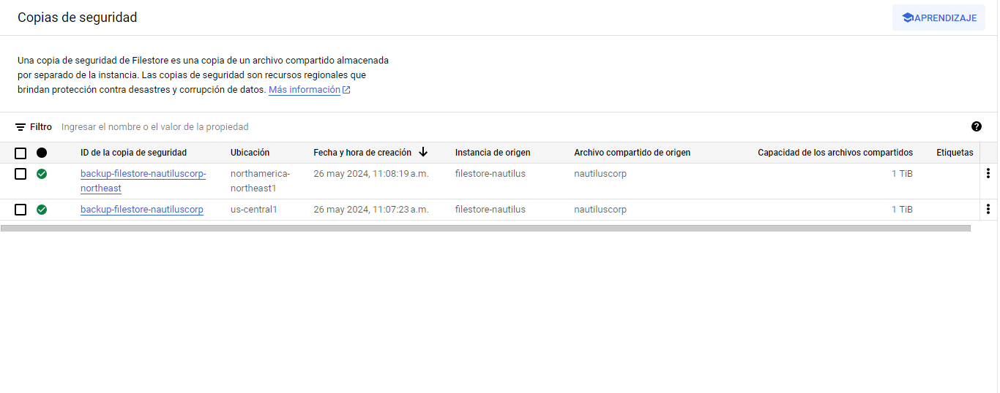 Copias de seguridad
APRENDIZAJE
Una copia de seguridad de Filestore es una copia de un archivo compartido almacenada
por separado de la instancia. Las copias de seguridad son recursos regionales que
brindan protección contra desastres y corrupción de datos. Más información
Filtro Ingresar el nombre o el valor de la propiedad
ID de la copia de seguridad Ubicación Fecha y hora de creación Instancia de origen Archivo compartido de origen Capacidad de los archivos compartidos Etiquetas
backup-filestore-nautiluscorp- northamerica- 26 may 2024, 11:08:19 a.m. filestore-nautilus nautiluscorp 1 TiB
northeast northeast1
backup-filestore-nautiluscorp us-central1 26 may 2024, 11:07:23 a.m. filestore-nautilus nautiluscorp 1 TiB